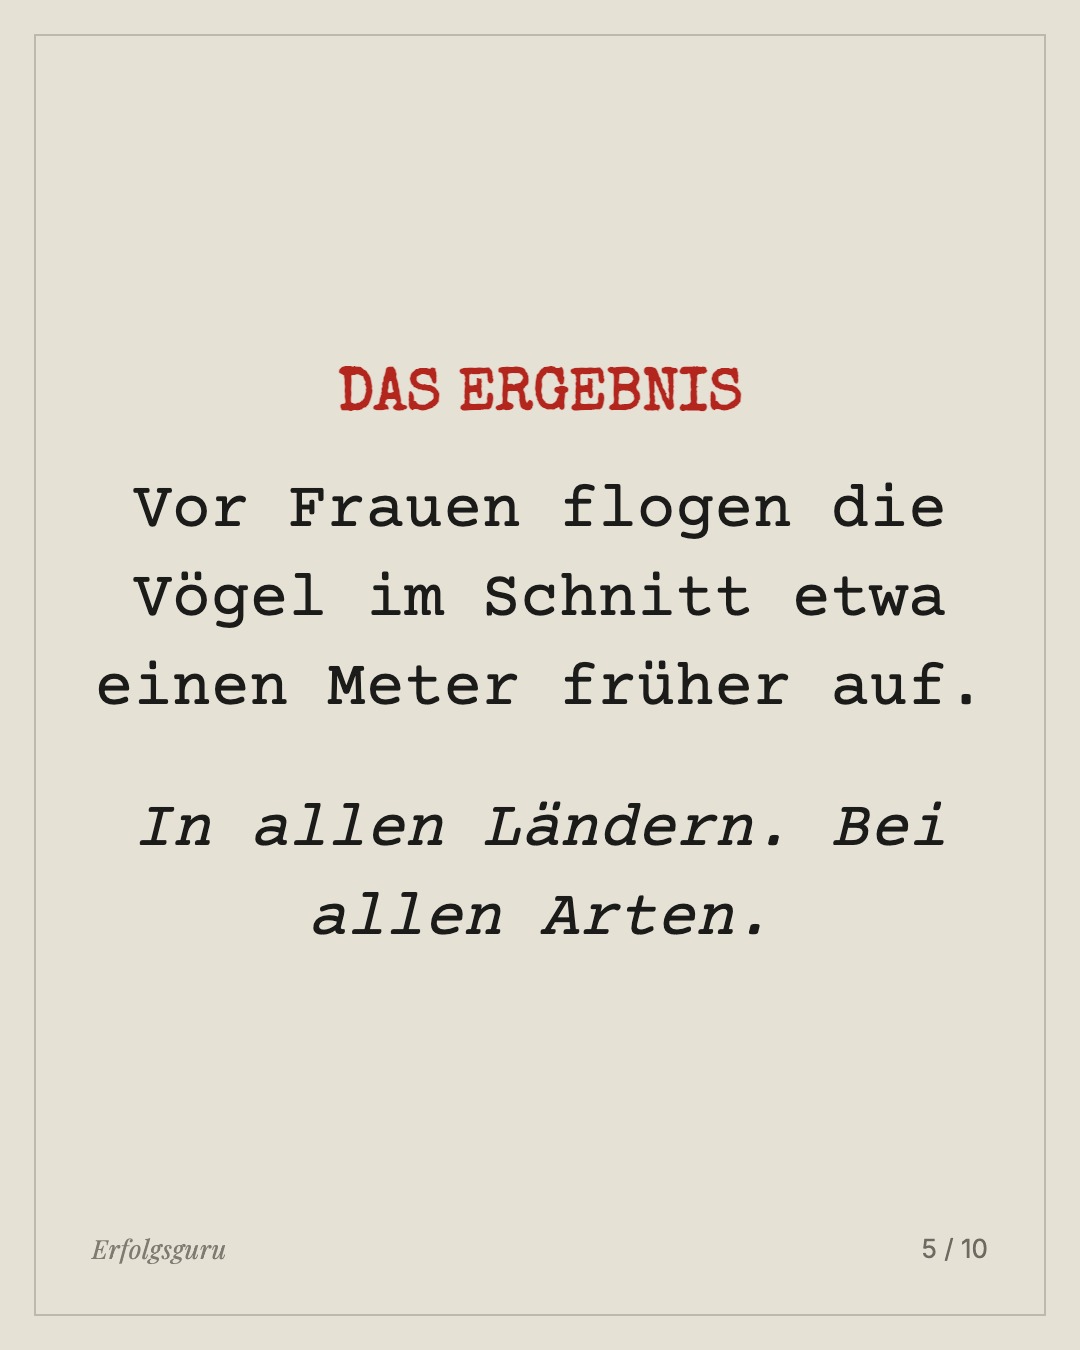 DAS ERGEBNIS
Vor Frauen flogen die
Vögel im Schnitt etwa
einen Meter früher auf.
In allen Ländern. Bei
allen Arten.
Erfolgsguru
5 / 10